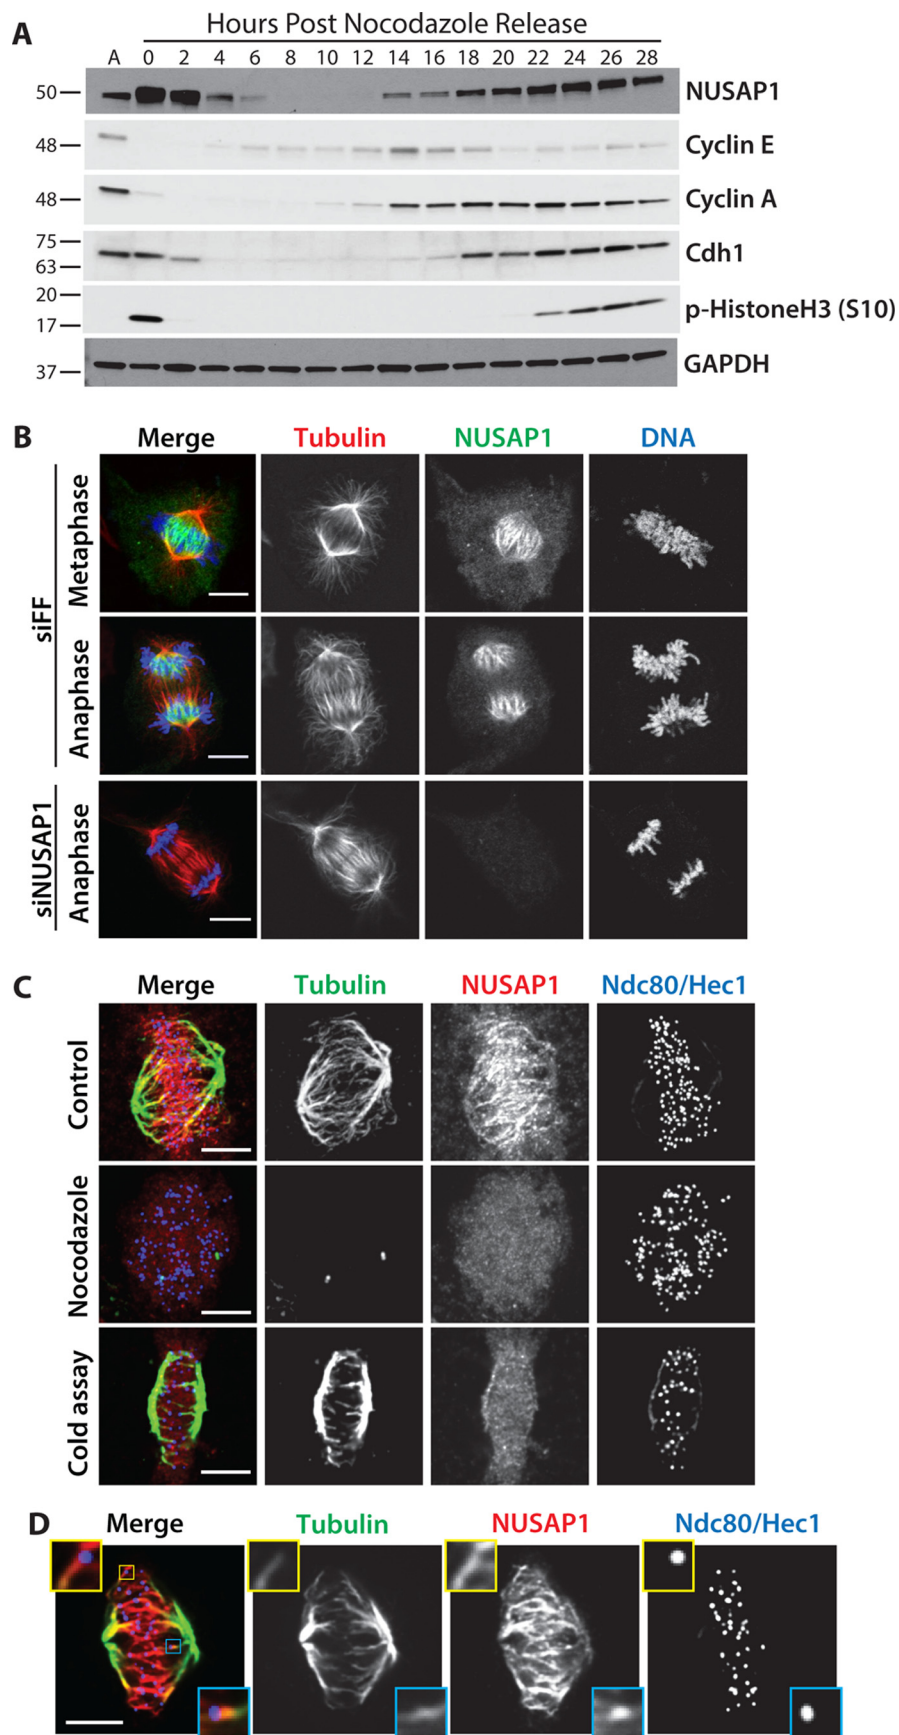 A
Hours Post Nocodazole Release
A 0 2 4 6 8 10 12 14 16 18 20 22 24 26 28
50 NUSAP1
48 Cyclin E
48 Cyclin A
75
63 Cdh1
20
17 p-HistoneH3 (S10)
37 GAPDH
B
Merge Tubulin NUSAP1 DNA
siFF
Metaphase
Anaphase
siNUSAP1
Anaphase
C
Merge Tubulin NUSAP1 Ndc80/Hec1
Control
Nocodazole
Cold assay
D
Merge Tubulin NUSAP1 Ndc80/Hec1